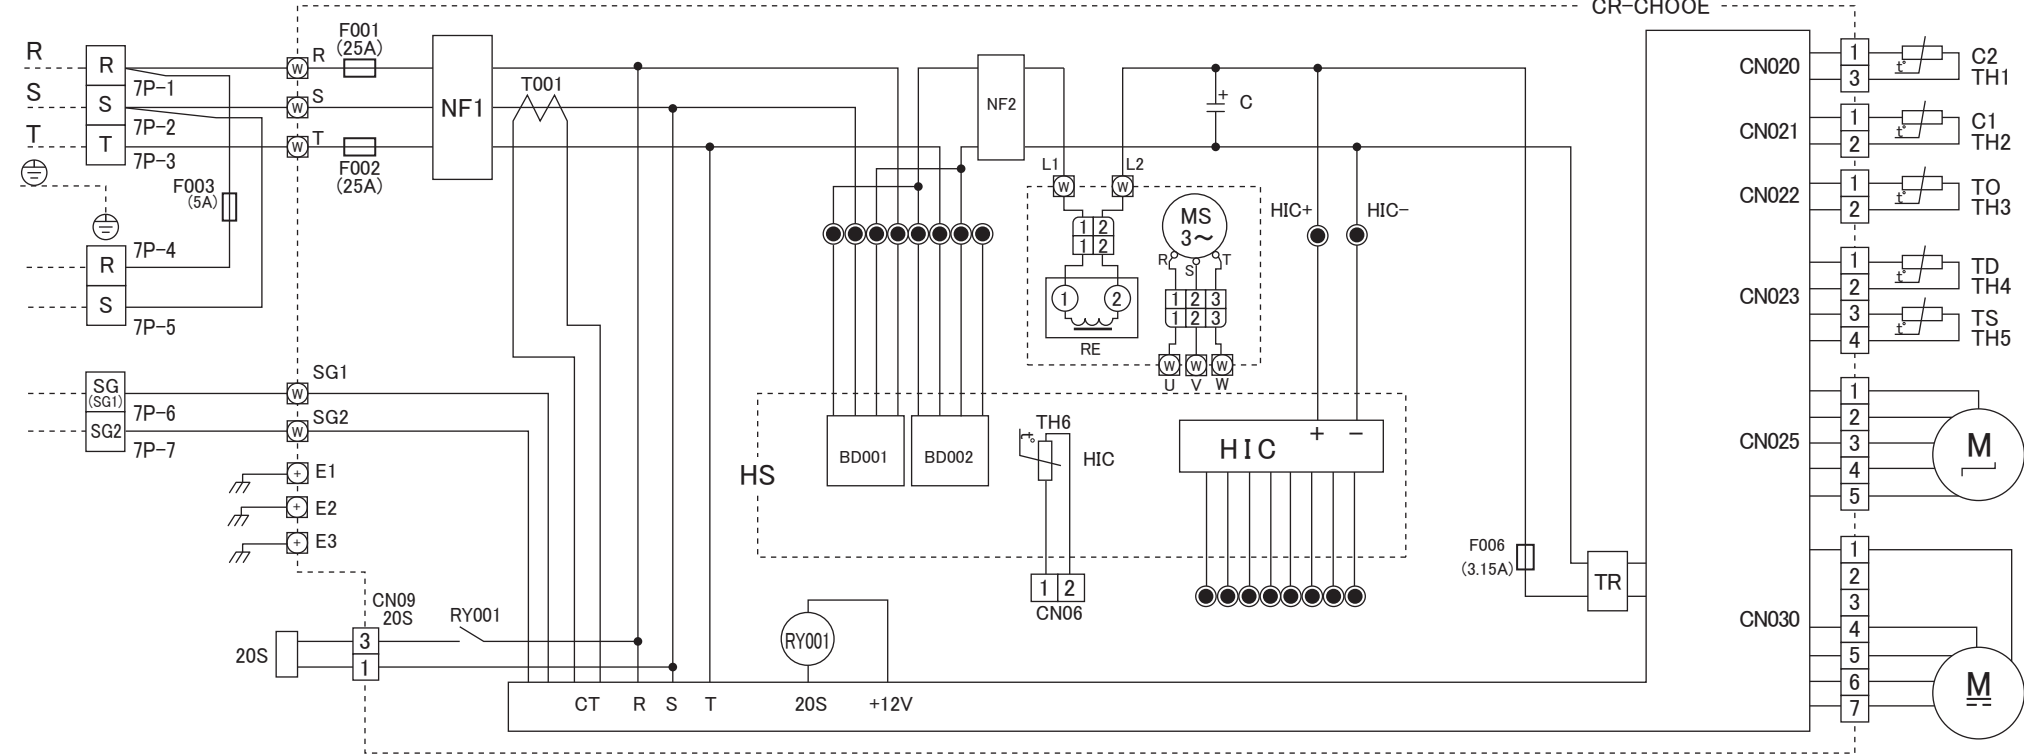 CR-CHOOE
R
S
T
R
7P-1
S
7P-2
T
7P-3
F003
(5A)
7P-4
R
S
7P-5
SG
(SG1)
7P-6
SG2
7P-7
W R
W S
W T
F001
(25A)
F002
(25A)
NF1
T001
W SG1
W SG2
+ E1
+ E2
+ E3
CN09
20S
20S
3
1
RY001
NF2
+ C
L1
L2
W
W
1 2
1 2
1 2
RE
MS
3～
R
S
T
1 2 3
1 2 3
W W W
U V W
HIC+
HIC-
HS
BD001
BD002
TH6
t°
HIC
1 2
CN06
HIC
+ -
F006
(3.15A)
TR
RY001
CT R S T 20S +12V
CN020
1
3
t°
C2
TH1
CN021
1
2
t°
C1
TH2
CN022
1
2
t°
TO
TH3
CN023
1
2
3
4
t°
TD
TH4
t°
TS
TH5
CN025
1
2
3
4
5
M
CN030
1
2
3
4
5
6
7
M